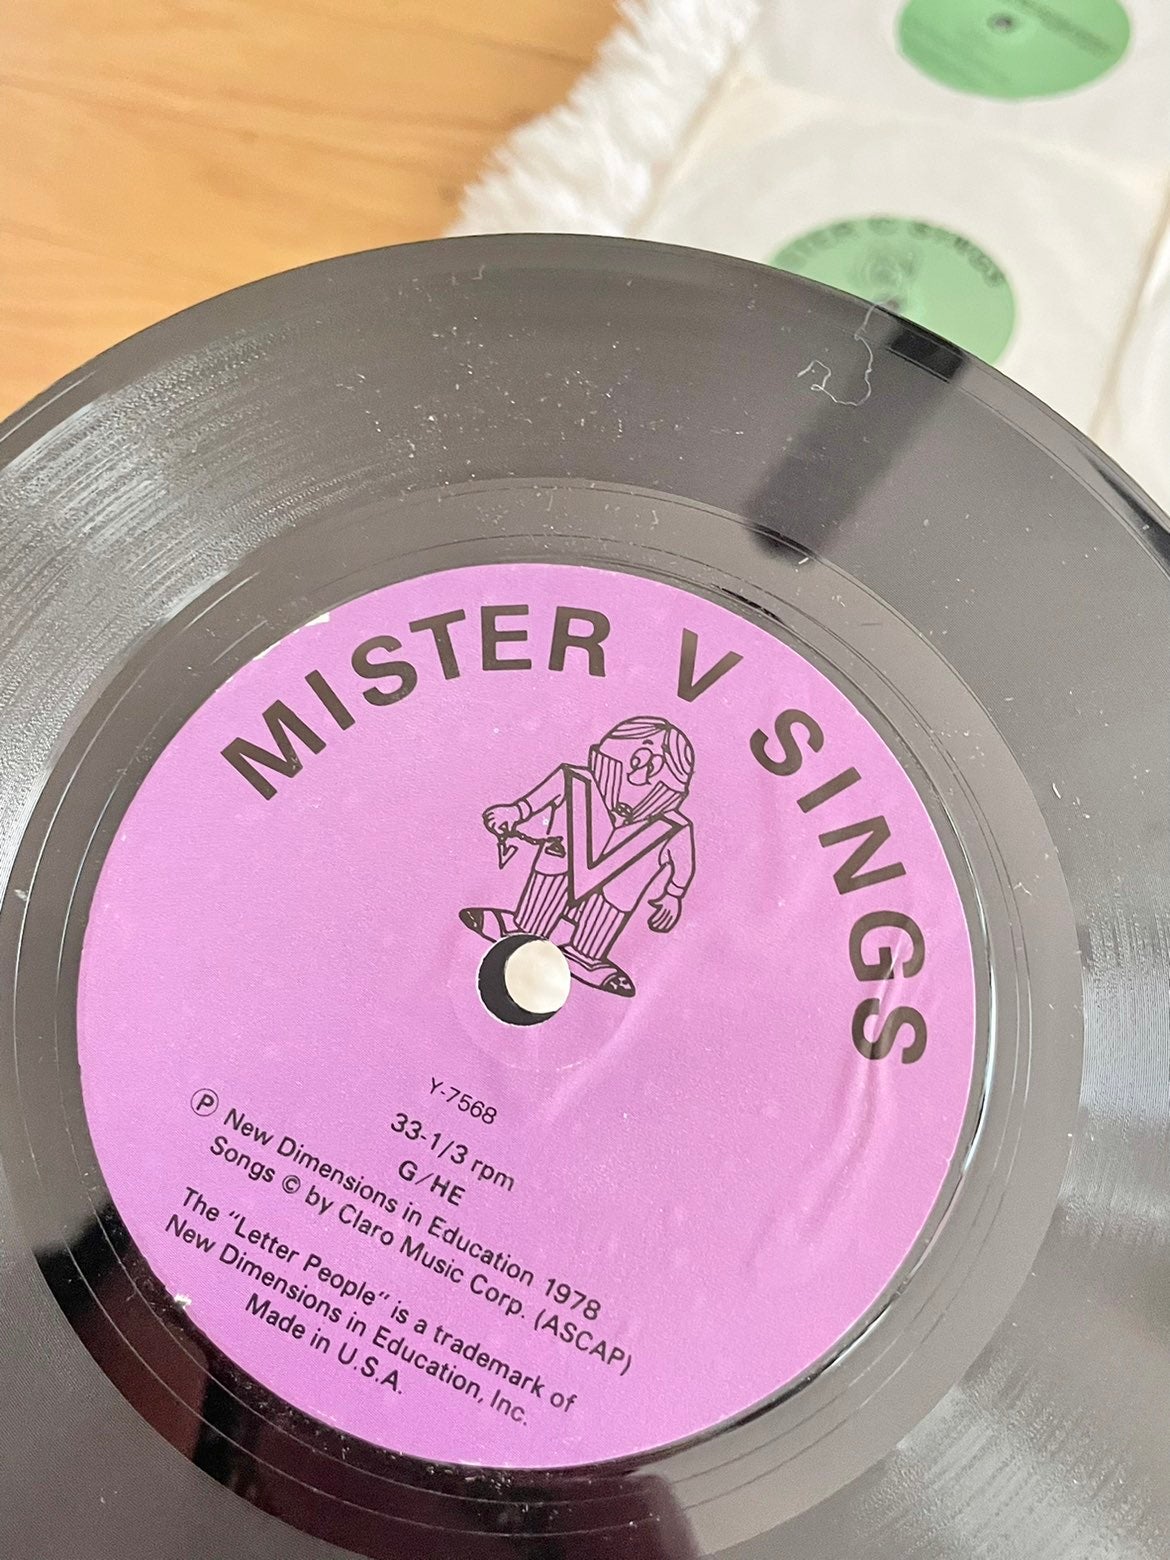 MISTER V SINGS
V
Y-7568
33-1/3 rpm
G/HE
Ⓟ New Dimensions in Education 1978
Songs © by Claro Music Corp. (ASCAP)
The "Letter People" is a trademark of
New Dimensions in Education, Inc.
Made in U.S.A.